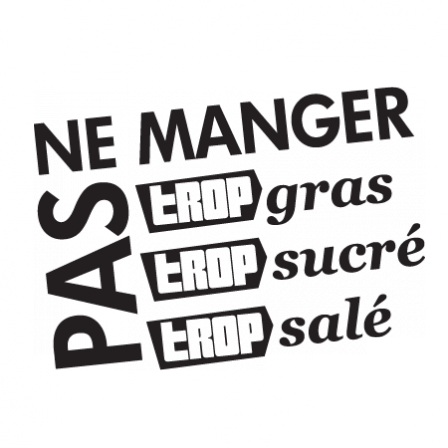 NE MANGER
PAS
tROP gras
tROP sucré
tROP salé